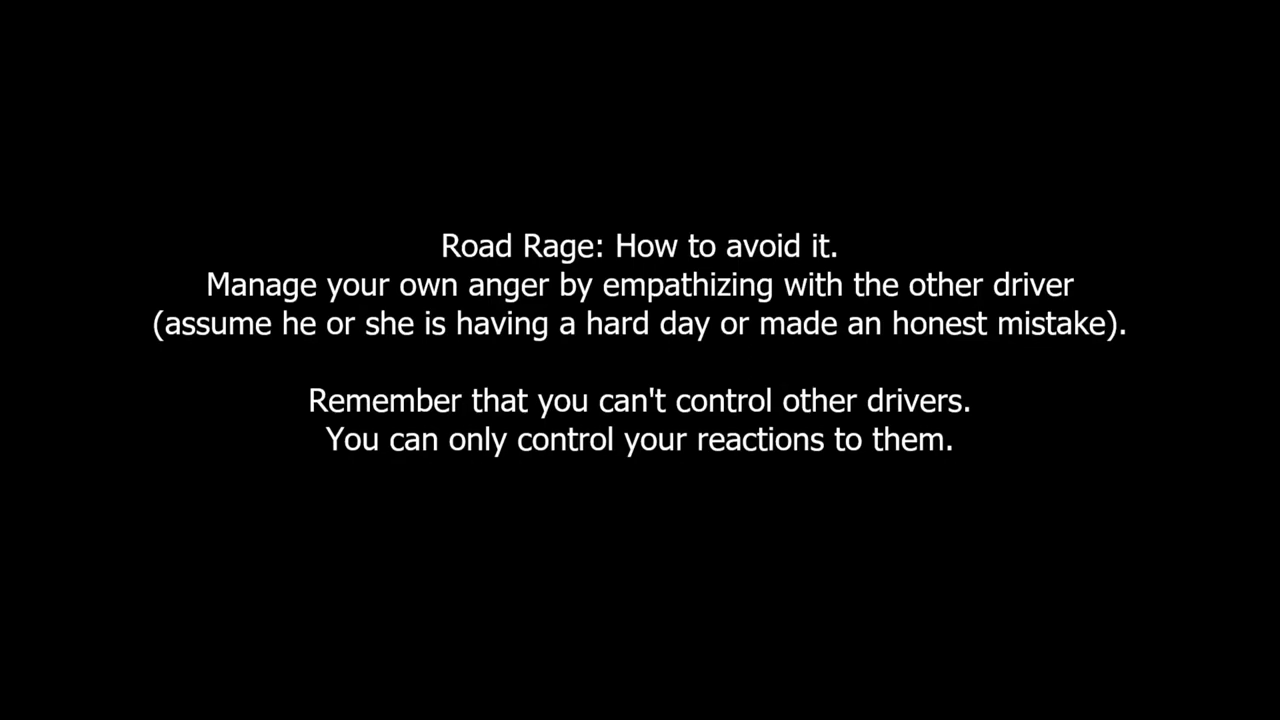 Road Rage: How to avoid it.
Manage your own anger by empathizing with the other driver
(assume he or she is having a hard day or made an honest mistake).
Remember that you can't control other drivers.
You can only control your reactions to them.